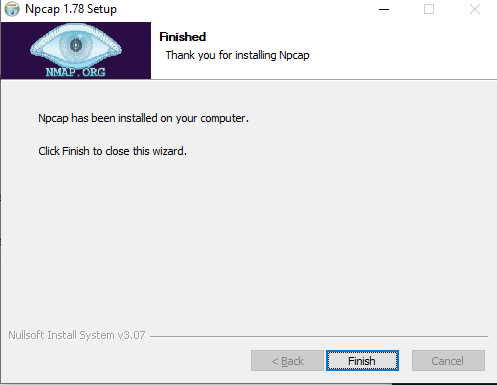 Npcap 1.78 Setup
NMAP.ORG
Finished
Thank you for installing Npcap
Npcap has been installed on your computer.
Click Finish to close this wizard.
Nullsoft Install System v3.07
< Back
Finish
Cancel